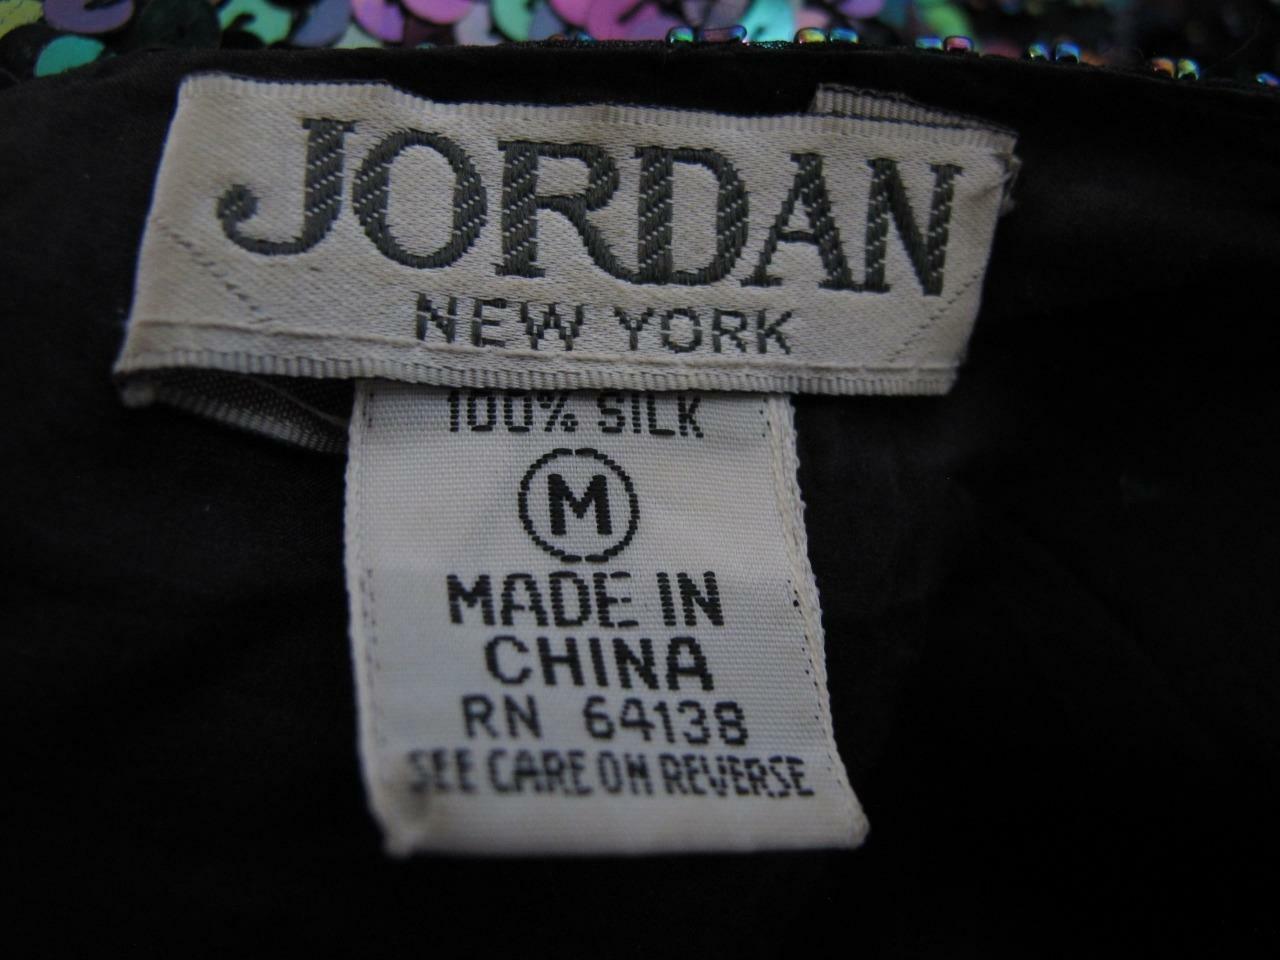 JORDAN
NEW YORK
100% SILK
M
MADE IN
CHINA
RN 64138
SEE CARE ON REVERSE